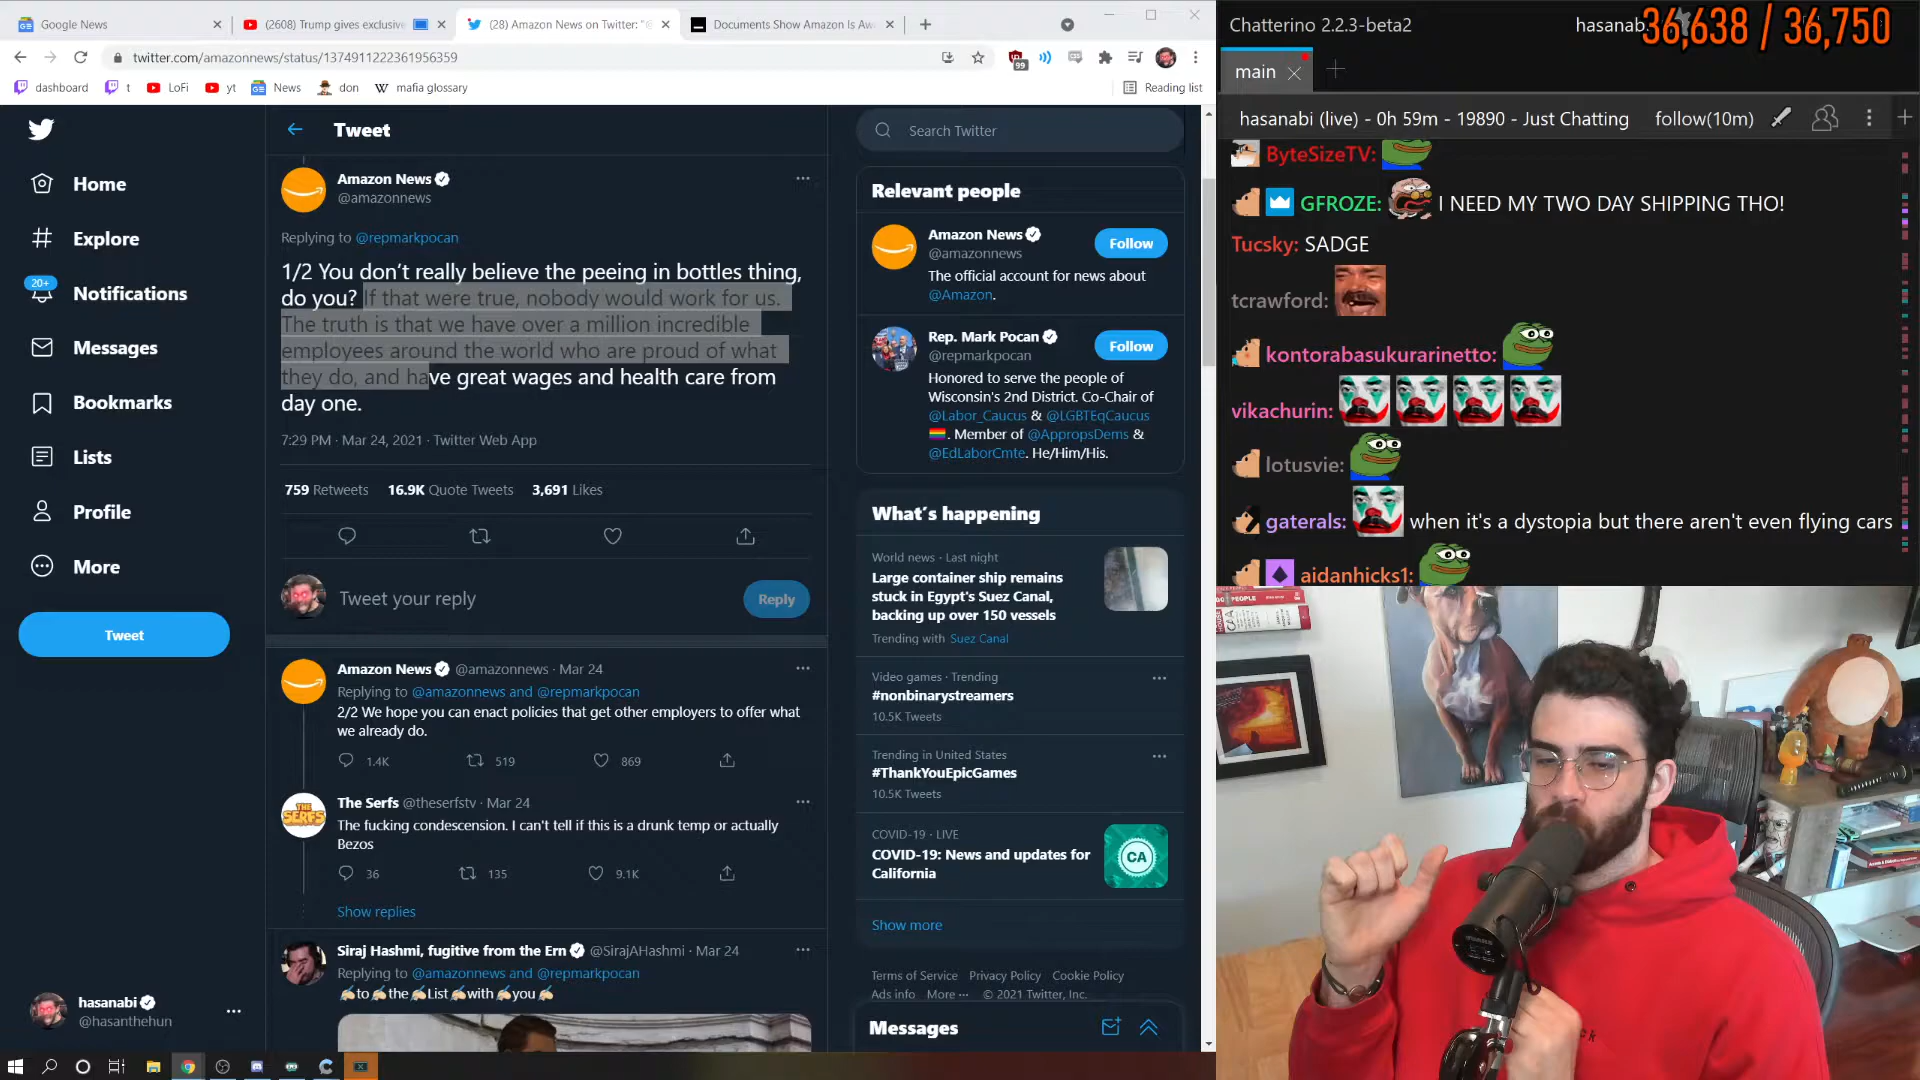 Google News
(2608) Trump gives exclusive
(28) Amazon News on Twitter: "@
Documents Show Amazon Is Aw
twitter.com/amazonnews/status/1374911222361956359
99
dashboard
t
LoFi
yt
News
don
mafia glossary
Reading list
Home
Explore
20+
Notifications
Messages
Bookmarks
Lists
Profile
More
Tweet
hasanabi
@hasanthehun
Tweet
Amazon News
@amazonnews
Replying to @repmarkpocan
1/2 You don't really believe the peeing in bottles thing,
do you? If that were true, nobody would work for us.
The truth is that we have over a million incredible
employees around the world who are proud of what
they do, and have great wages and health care from
day one.
7:29 PM · Mar 24, 2021 · Twitter Web App
759 Retweets 16.9K Quote Tweets 3,691 Likes
Tweet your reply
Reply
Amazon News @amazonnews · Mar 24
Replying to @amazonnews and @repmarkpocan
2/2 We hope you can enact policies that get other employers to offer what
we already do.
1.4K 519 869
The Serfs @theserfstv · Mar 24
The fucking condescension. I can't tell if this is a drunk temp or actually
Bezos
36 135 9.1K
Show replies
Siraj Hashmi, fugitive from the Ern @SirajAHashmi · Mar 24
Replying to @amazonnews and @repmarkpocan
✍🏼to✍🏼the✍🏼List✍🏼with✍🏼you✍🏼
THE SERFS
Search Twitter
Relevant people
Amazon News
@amazonnews
Follow
The official account for news about
@Amazon.
Rep. Mark Pocan
@repmarkpocan
Follow
Honored to serve the people of
Wisconsin's 2nd District. Co-Chair of
@Labor_Caucus & @LGBTEqCaucus
🏳️‍🌈. Member of @AppropsDems &
@EdLaborCmte. He/Him/His.
What's happening
World news · Last night
Large container ship remains
stuck in Egypt's Suez Canal,
backing up over 150 vessels
Trending with Suez Canal
Video games · Trending
#nonbinarystreamers
10.5K Tweets
Trending in United States
#ThankYouEpicGames
10.5K Tweets
COVID-19 · LIVE
COVID-19: News and updates for
California
CA
Show more
Terms of Service Privacy Policy Cookie Policy
Ads info More ··· © 2021 Twitter, Inc.
Messages
Chatterino 2.2.3-beta2
hasanab
36,638 / 36,750
main
hasanabi (live) - 0h 59m - 19890 - Just Chatting
follow(10m)
ByteSizeTV:
GFROZE: I NEED MY TWO DAY SHIPPING THO!
Tucsky: SADGE
tcrawford:
kontorabasukurarinetto:
vikachurin:
lotusvie:
gaterals: when it's a dystopia but there aren't even flying cars
aidanhicks1:
PEOPLE